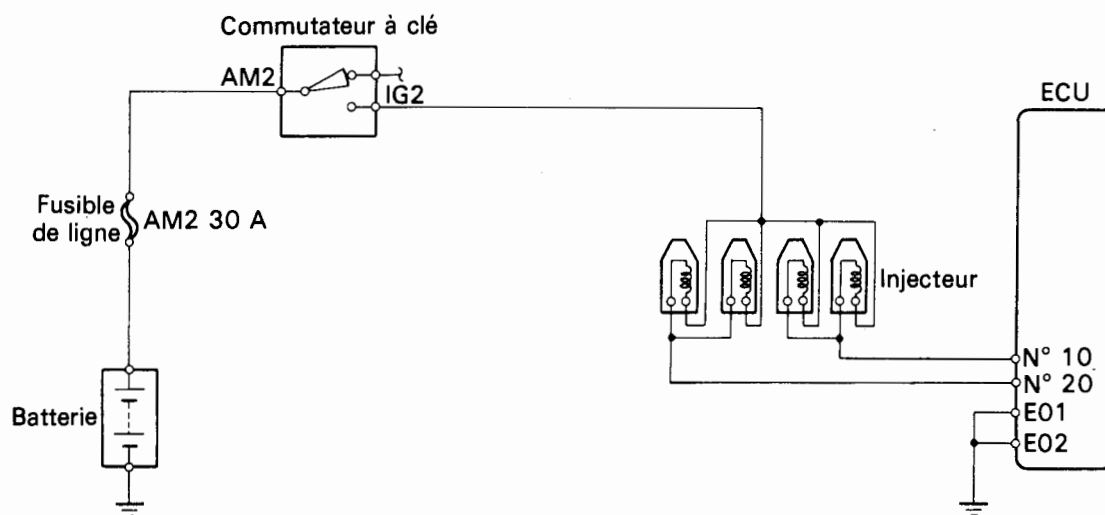 Commutateur à clé
AM2
IG2
ECU
Fusible
de ligne
AM2 30 A
Injecteur
N° 10
N° 20
E01
E02
Batterie